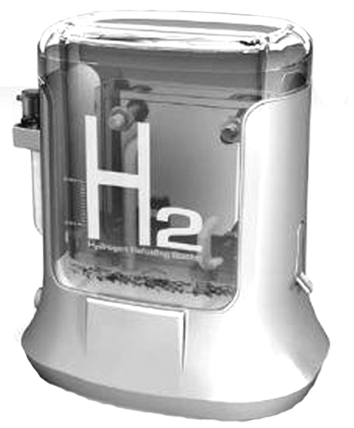 H2
Hydrogen Refueling Station